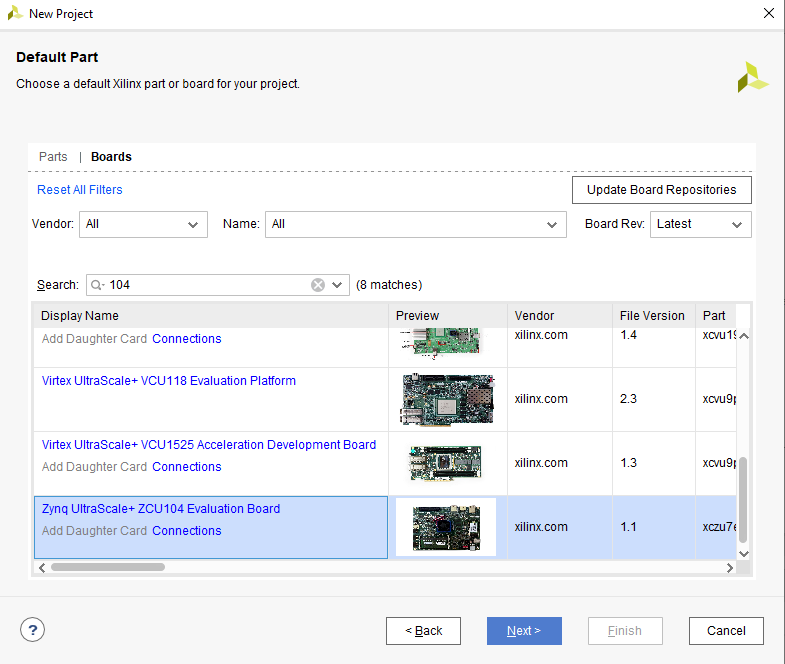 New Project
Default Part
Choose a default Xilinx part or board for your project.
Parts | Boards
Reset All Filters
Update Board Repositories
Vendor: All Name: All Board Rev: Latest
Search: 104 (8 matches)
Display Name Preview Vendor File Version Part
Add Daughter Card Connections xilinx.com 1.4 xcvu19
Virtex UltraScale+ VCU118 Evaluation Platform
xilinx.com 2.3 xcvu9p
Virtex UltraScale+ VCU1525 Acceleration Development Board
xilinx.com 1.3 xcvu9p
Add Daughter Card Connections
Zynq UltraScale+ ZCU104 Evaluation Board
xilinx.com 1.1 xczu7e
Add Daughter Card Connections
? < Back Next > Finish Cancel